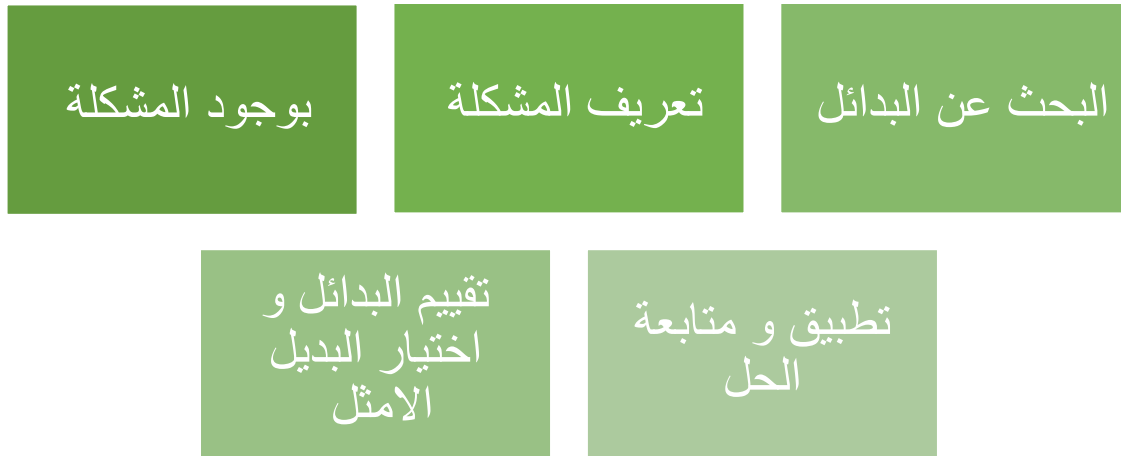 بوجود المشكلة
تعريف المشكلة
البحث عن البدائل
تقييم البدائل و
اختيار البديل
الامثل
تطبيق و متابعة
الحل